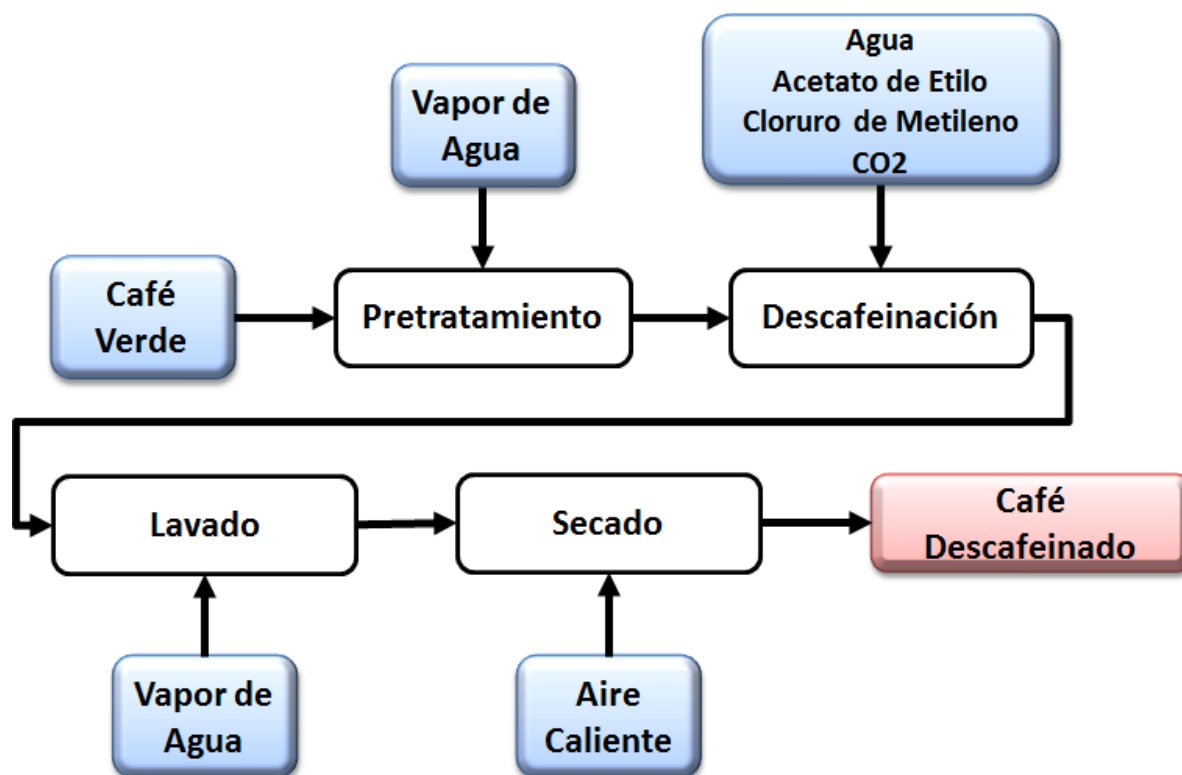 Agua
Acetato de Etilo
Cloruro de Metileno
CO2
Vapor de
Agua
Café
Verde
Pretratamiento
Descafeinación
Lavado
Secado
Café
Descafeinado
Vapor de
Agua
Aire
Caliente